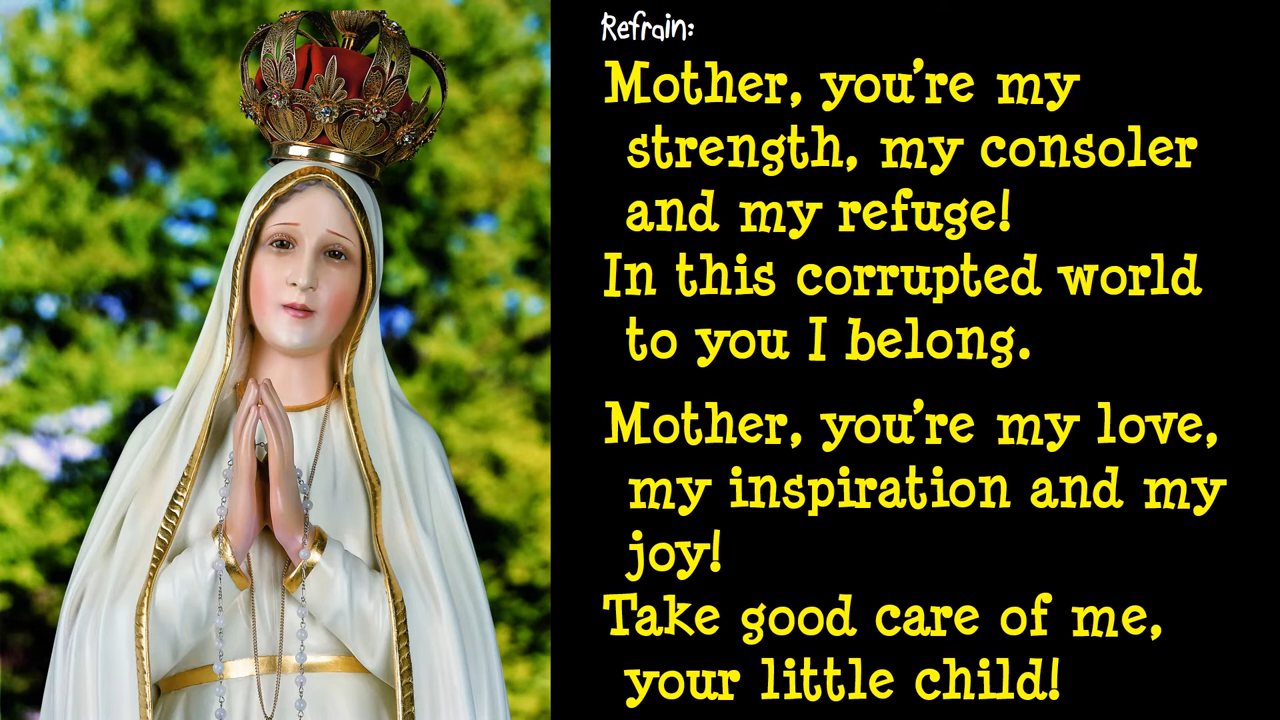 Refrain:
Mother, you’re my
strength, my consoler
and my refuge!
In this corrupted world
to you I belong.
Mother, you’re my love,
my inspiration and my
joy!
Take good care of me,
your little child!